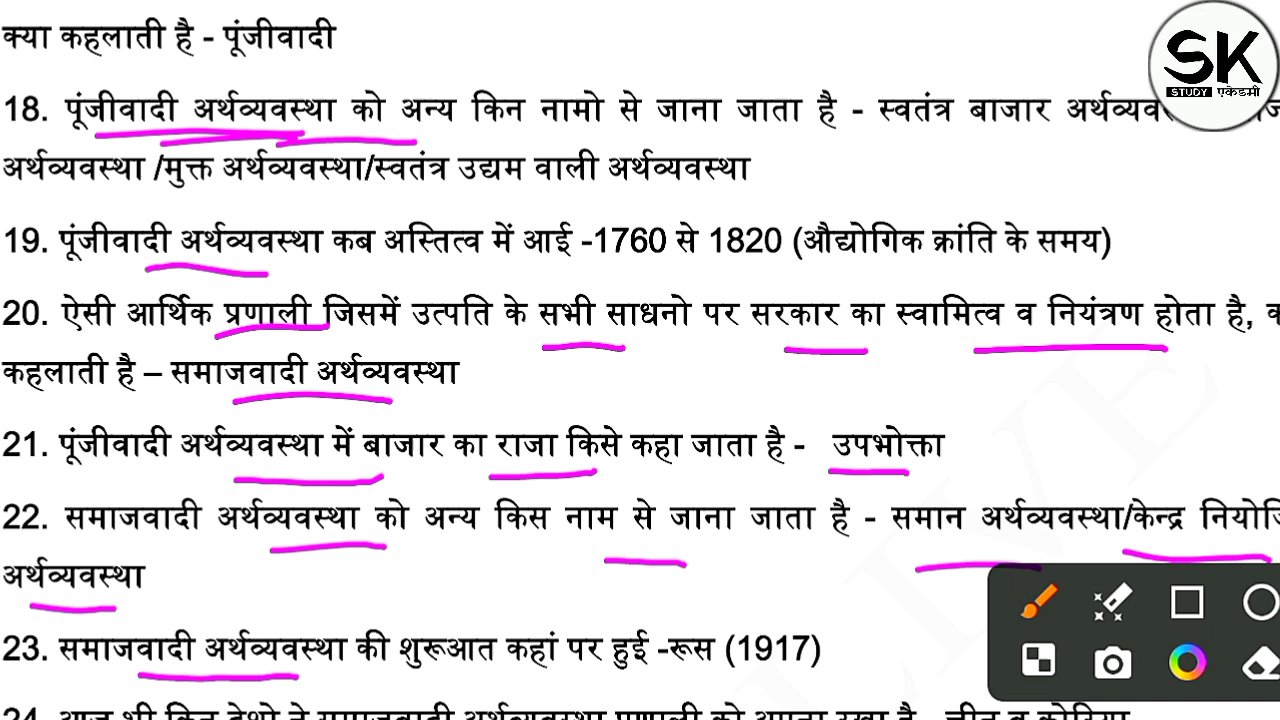 क्या कहलाती है - पूंजीवादी
SK
STUDY एकेडमी
18. पूंजीवादी अर्थव्यवस्था को अन्य किन नामो से जाना जाता है - स्वतंत्र बाजार
अर्थव्यवस्था /मुक्त अर्थव्यवस्था/स्वतंत्र उद्यम वाली अर्थव्यवस्था
19. पूंजीवादी अर्थव्यवस्था कब अस्तित्व में आई -1760 से 1820 (औद्योगिक क्रांति के समय)
20. ऐसी आर्थिक प्रणाली जिसमें उत्पति के सभी साधनो पर सरकार का स्वामित्व व नियंत्रण होता है,
कहलाती है – समाजवादी अर्थव्यवस्था
21. पूंजीवादी अर्थव्यवस्था में बाजार का राजा किसे कहा जाता है - उपभोक्ता
22. समाजवादी अर्थव्यवस्था को अन्य किस नाम से जाना जाता है - समान अर्थव्यवस्था/केन्द्र
अर्थव्यवस्था
23. समाजवादी अर्थव्यवस्था की शुरूआत कहां पर हुई -रूस (1917)
LIVE